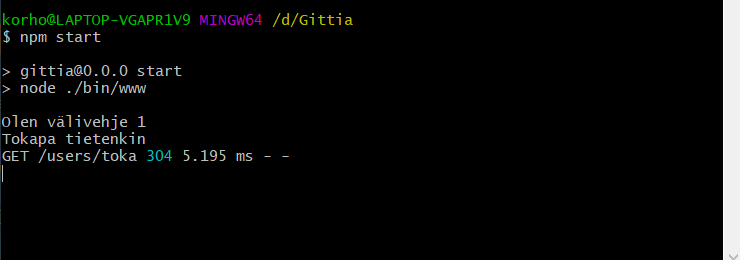 korho@LAPTOP-VGAPR1V9 MINGW64 /d/Gittia
$ npm start
> gittia@0.0.0 start
> node ./bin/www
Olen välivehje 1
Tokapa tietenkin
GET /users/toka 304 5.195 ms - -